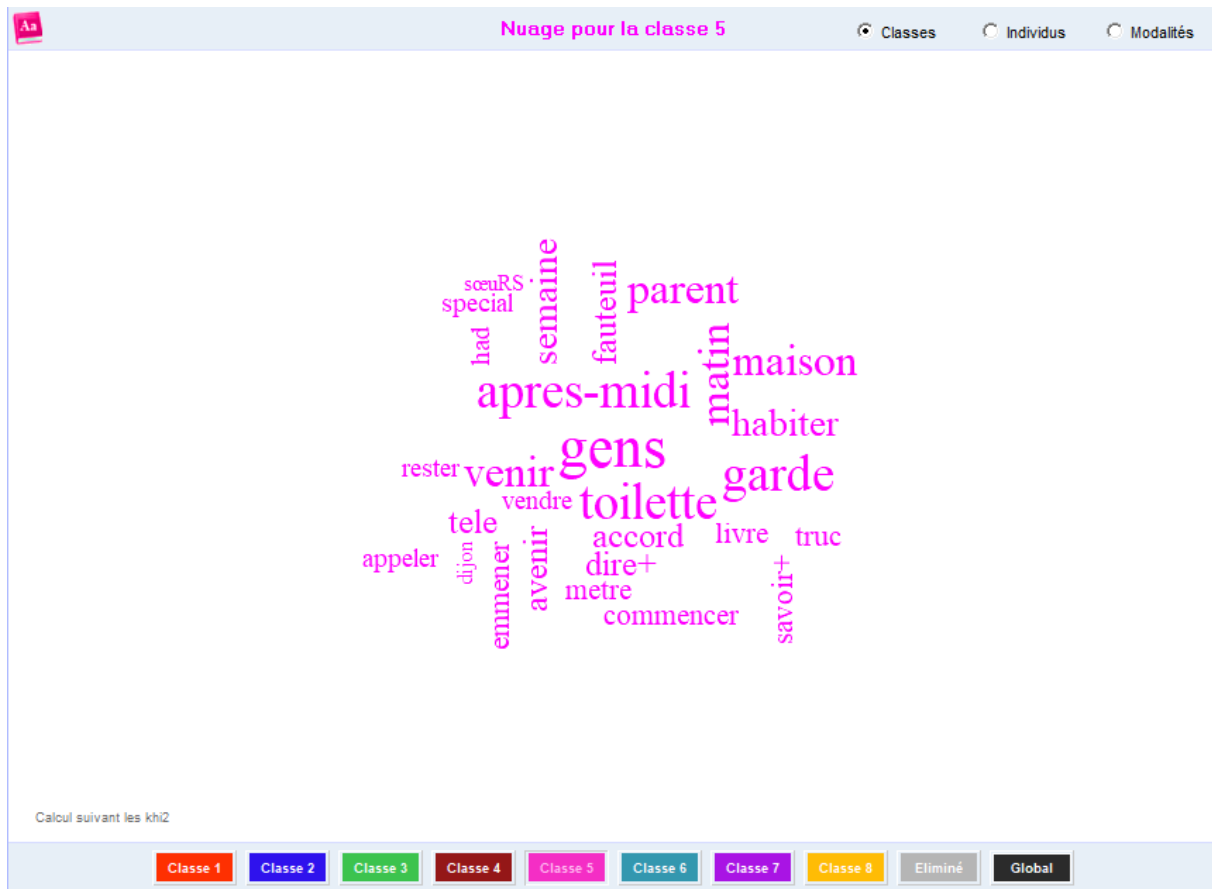 Aa
Nuage pour la classe 5
Classes
Individus
Modalités
sœuRS
special
had
semaine
fauteuil
parent
matin
maison
apres-midi
habiter
gens
rester
venir
garde
vendre
toilette
tele
accord
livre
truc
appeler
dijon
emmener
avenir
dire+
metre
savoir+
commencer
Calcul suivant les khi2
Classe 1
Classe 2
Classe 3
Classe 4
Classe 5
Classe 6
Classe 7
Classe 8
Eliminé
Global